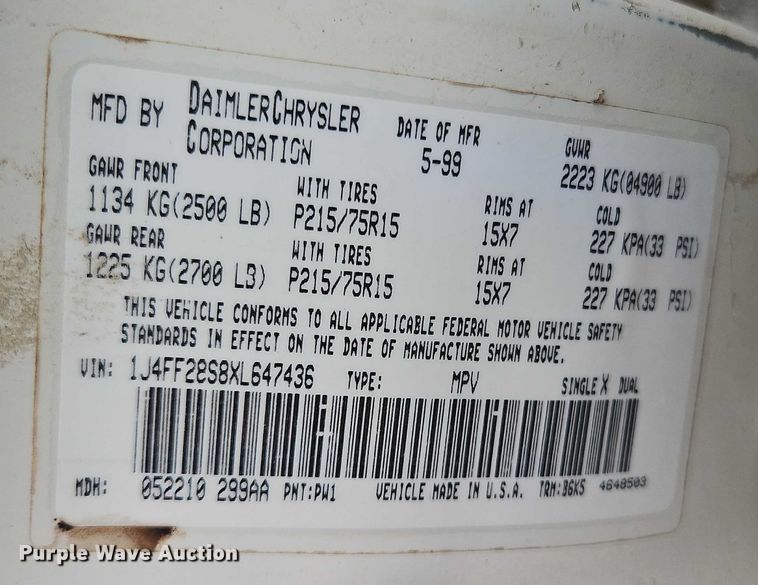 MFD BY DAIMLERCHRYSLER CORPORATION DATE OF MFR 5-99 GVWR 2223 KG(04900 LB)
GAWR FRONT WITH TIRES RIMS AT COLD
1134 KG(2500 LB) P215/75R15 15X7 227 KPA(33 PSI)
GAWR REAR WITH TIRES RIMS AT COLD
1225 KG(2700 LB) P215/75R15 15X7 227 KPA(33 PSI)
THIS VEHICLE CONFORMS TO ALL APPLICABLE FEDERAL MOTOR VEHICLE SAFETY
STANDARDS IN EFFECT ON THE DATE OF MANUFACTURE SHOWN ABOVE.
VIN: 1J4FF28S8XL647436 TYPE: MPV SINGLE X DUAL
MDH: 052210 299AA PNT:PW1 VEHICLE MADE IN U.S.A. TRM:B6K5 4648503
Purple Wave Auction